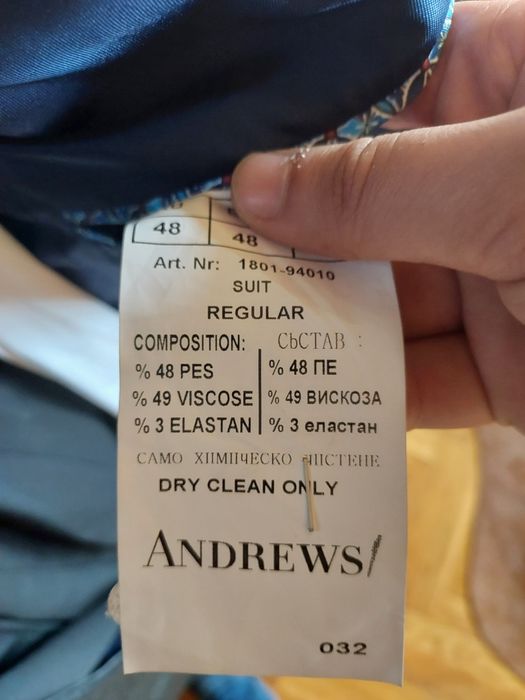 48 48
Art. Nr: 1801-94010
SUIT
REGULAR
COMPOSITION: СЬСТАВ :
% 48 PES % 48 ПЕ
% 49 VISCOSE % 49 ВИСКОЗА
% 3 ELASTAN % 3 еластан
САМО ХИМИЧЕСКО ЧИСТЕНЕ
DRY CLEAN ONLY
ANDREWS/
032